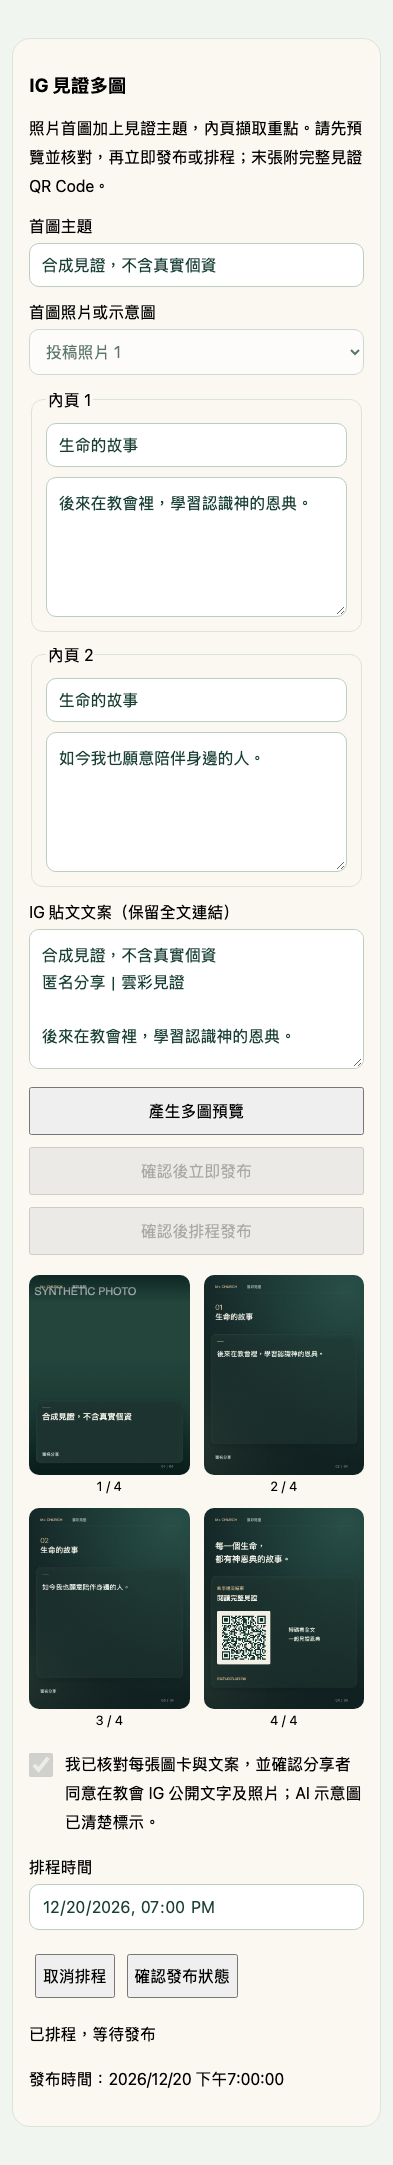 IG 見證多圖
照片首圖加上見證主題，內頁擷取重點。請先預
覽並核對，再立即發布或排程；末張附完整見證
QR Code。
首圖主題
合成見證，不含真實個資
首圖照片或示意圖
投稿照片 1
內頁 1
生命的故事
後來在教會裡，學習認識神的恩典。
內頁 2
生命的故事
如今我也願意陪伴身邊的人。
IG 貼文文案（保留全文連結）
合成見證，不含真實個資
匿名分享 | 雲彩見證
後來在教會裡，學習認識神的恩典。
產生多圖預覽
確認後立即發布
確認後排程發布
SYNTHETIC PHOTO
合成見證，不含真實個資
匿名分享
1 / 4
01
生命的故事
後來在教會裡，學習認識神的恩典。
匿名分享
2 / 4
02
生命的故事
如今我也願意陪伴身邊的人。
匿名分享
3 / 4
每一個生命，
都有神恩典的故事。
閱讀完整見證
4 / 4
我已核對每張圖卡與文案，並確認分享者
同意在教會 IG 公開文字及照片；AI 示意圖
已清楚標示。
排程時間
12/20/2026, 07:00 PM
取消排程
確認發布狀態
已排程，等待發布
發布時間：2026/12/20 下午7:00:00